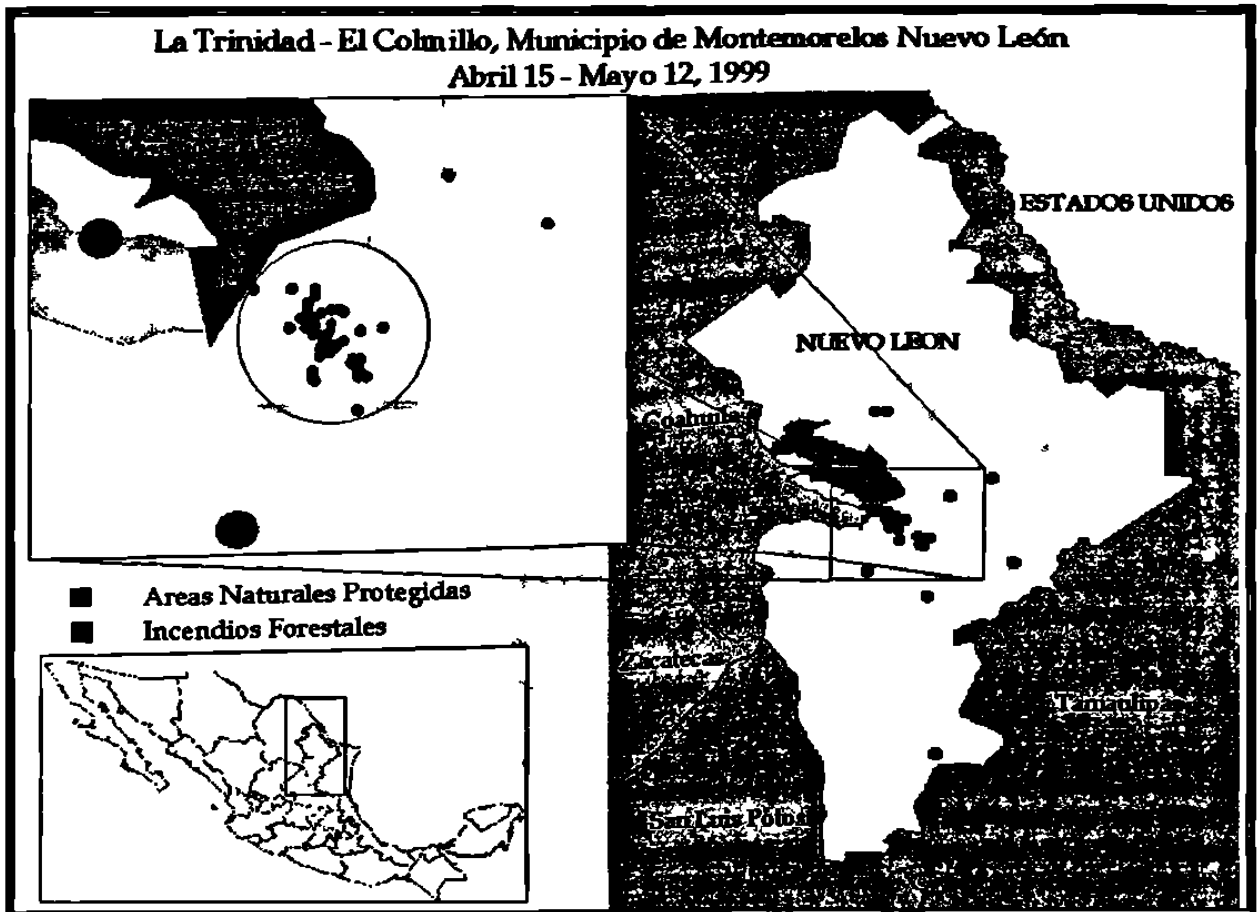 La Trinidad - El Colmillo, Municipio de Montemorelos Nuevo León
Abril 15 - Mayo 12, 1999
ESTADOS UNIDOS
NUEVO LEON
Coahuila
Areas Naturales Protegidas
Incendios Forestales
Zacatecas
Tamaulipas
San Luis Potosí